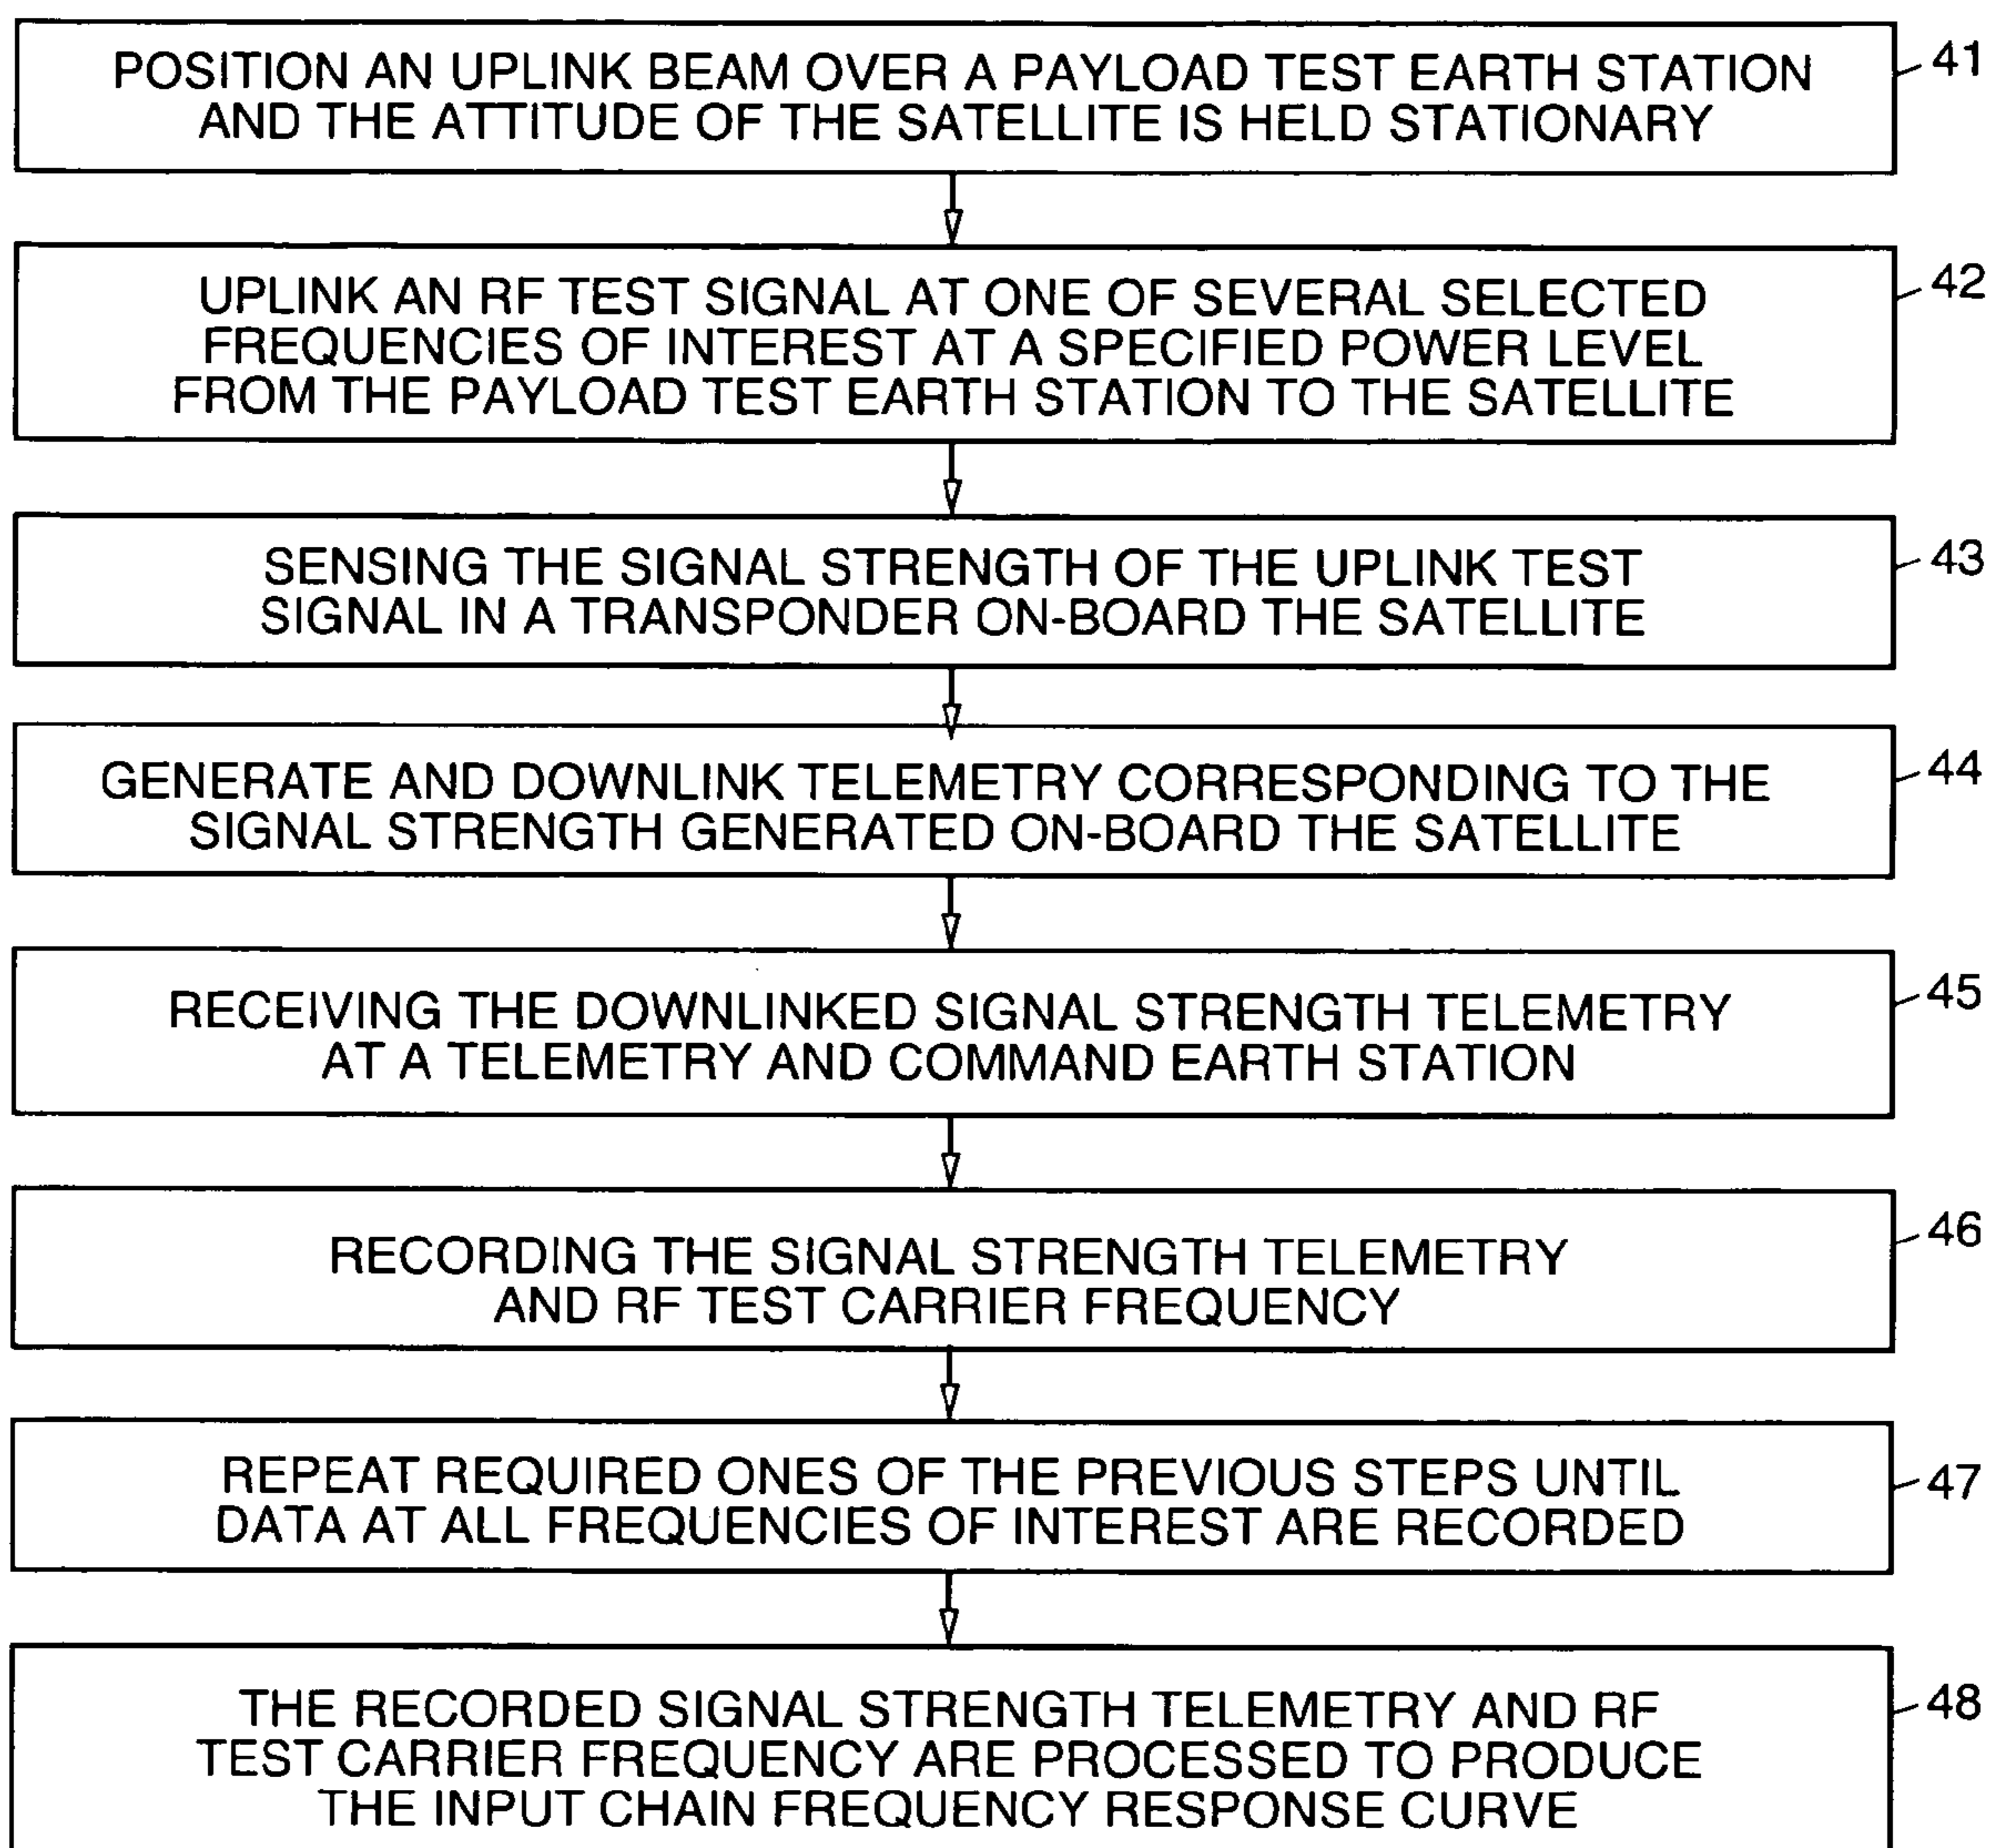 POSITION AN UPLINK BEAM OVER A PAYLOAD TEST EARTH STATION
AND THE ATTITUDE OF THE SATELLITE IS HELD STATIONARY
41
UPLINK AN RF TEST SIGNAL AT ONE OF SEVERAL SELECTED
FREQUENCIES OF INTEREST AT A SPECIFIED POWER LEVEL
FROM THE PAYLOAD TEST EARTH STATION TO THE SATELLITE
42
SENSING THE SIGNAL STRENGTH OF THE UPLINK TEST
SIGNAL IN A TRANSPONDER ON-BOARD THE SATELLITE
43
GENERATE AND DOWNLINK TELEMETRY CORRESPONDING TO THE
SIGNAL STRENGTH GENERATED ON-BOARD THE SATELLITE
44
RECEIVING THE DOWNLINKED SIGNAL STRENGTH TELEMETRY
AT A TELEMETRY AND COMMAND EARTH STATION
45
RECORDING THE SIGNAL STRENGTH TELEMETRY
AND RF TEST CARRIER FREQUENCY
46
REPEAT REQUIRED ONES OF THE PREVIOUS STEPS UNTIL
DATA AT ALL FREQUENCIES OF INTEREST ARE RECORDED
47
THE RECORDED SIGNAL STRENGTH TELEMETRY AND RF
TEST CARRIER FREQUENCY ARE PROCESSED TO PRODUCE
THE INPUT CHAIN FREQUENCY RESPONSE CURVE
48